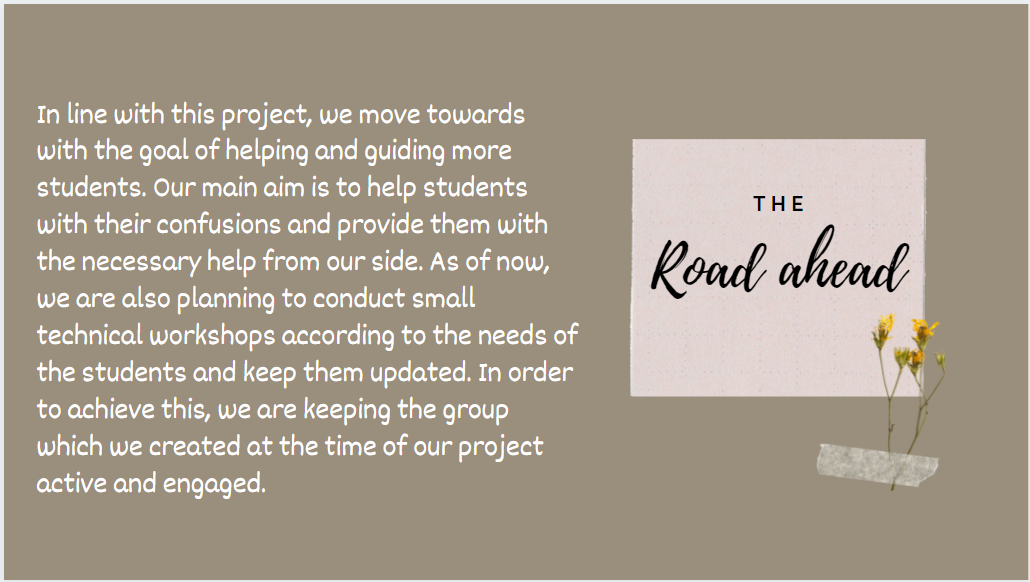 In line with this project, we move towards
with the goal of helping and guiding more
students. Our main aim is to help students
with their confusions and provide them with
the necessary help from our side. As of now,
we are also planning to conduct small
technical workshops according to the needs of
the students and keep them updated. In order
to achieve this, we are keeping the group
which we created at the time of our project
active and engaged.
THE
Road ahead